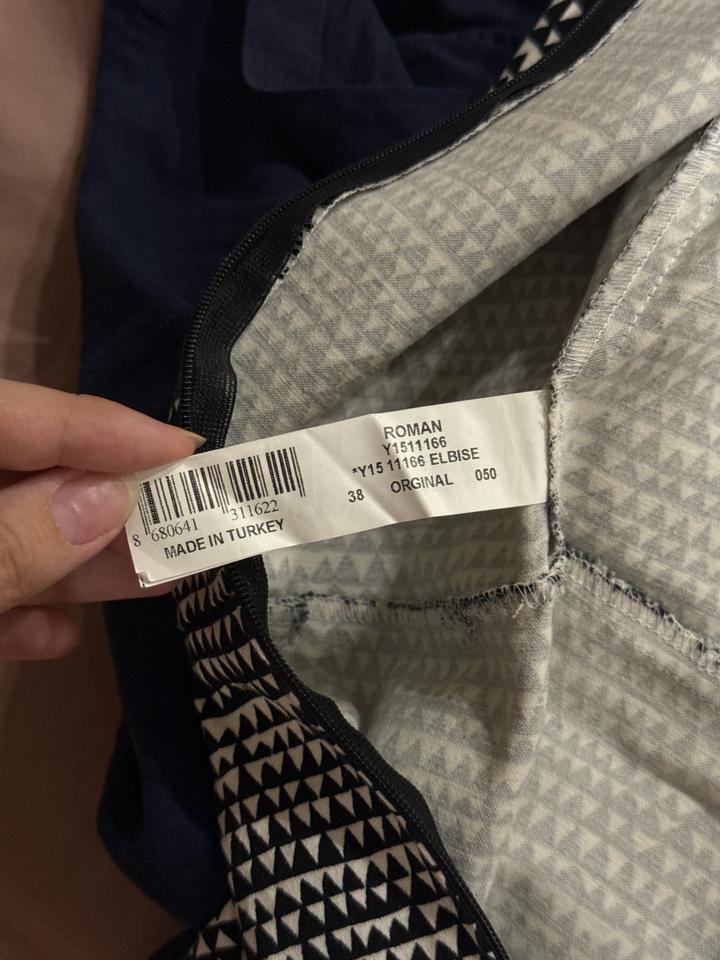 ROMAN
Y1511166
*Y15 11166 ELBISE
38 ORGINAL 050
8 680641 311622
MADE IN TURKEY